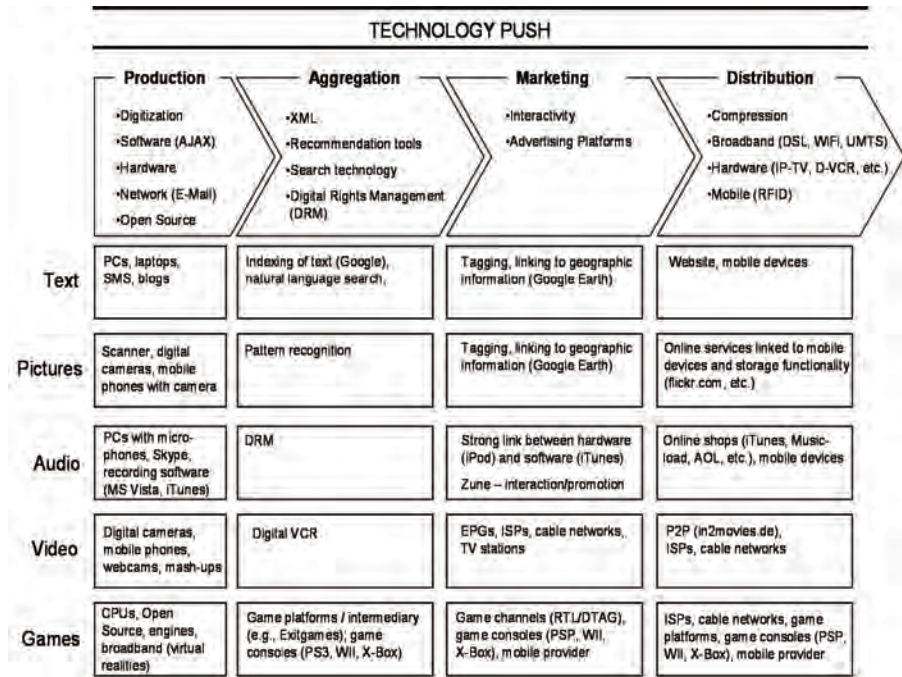 TECHNOLOGY PUSH
Production
•Digitization
•Software (AJAX)
•Hardware
•Network (E-Mail)
•Open Source
Aggregation
•XML
•Recommendation tools
•Search technology
•Digital Rights Management
(DRM)
Marketing
•Interactivity
•Advertising Platforms
Distribution
•Compression
•Broadband (DSL, WiFi, UMTS)
•Hardware (IP-TV, D-VCR, etc.)
•Mobile (RFID)
Text
PCs, laptops,
SMS, blogs
Indexing of text (Google),
natural language search,
Tagging, linking to geographic
information (Google Earth)
Website, mobile devices
Pictures
Scanner, digital
cameras, mobile
phones with camera
Pattern recognition
Tagging, linking to geographic
information (Google Earth)
Online services linked to mobile
devices and storage functionality
(flickr.com, etc.)
Audio
PCs with micro-
phones, Skype,
recording software
(MS Vista, iTunes)
DRM
Strong link between hardware
(iPod) and software (iTunes)
Zune – interaction/promotion
Online shops (iTunes, Music-
load, AOL, etc.), mobile devices
Video
Digital cameras,
mobile phones,
webcams, mash-ups
Digital VCR
EPGs, ISPs, cable networks,
TV stations
P2P (in2movies.de),
ISPs, cable networks
Games
CPUs, Open
Source, engines,
broadband (virtual
realities)
Game platforms / intermediary
(e.g., Exitgames); game
consoles (PS3, WII, X-Box)
Game channels (RTL/DTAG),
game consoles (PSP, WII,
X-Box), mobile provider
ISPs, cable networks, game
platforms, game consoles (PSP,
WII, X-Box), mobile provider